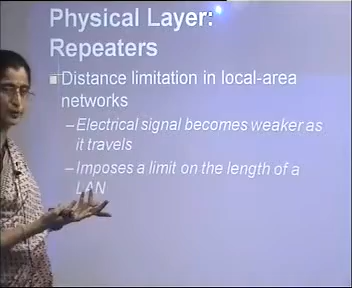 Physical Layer:
Repeaters
Distance limitation in local-area
networks
–Electrical signal becomes weaker as
it travels
–Imposes a limit on the length of a
LAN